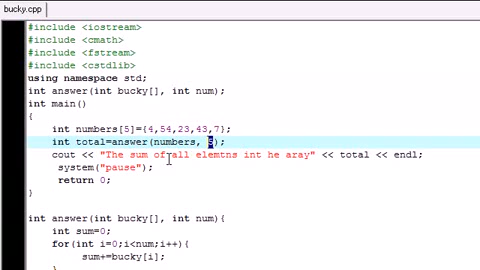 bucky.cpp
#include <iostream>
#include <cmath>
#include <fstream>
#include <cstdlib>
using namespace std;
int answer(int bucky[], int num);
int main()
{
int numbers[5]={4,54,23,43,7};
int total=answer(numbers, 5);
cout << "The sum of all elemtns int he aray" << total << endl;
system("pause");
return 0;
}
int answer(int bucky[], int num){
int sum=0;
for(int i=0;i<num;i++){
sum+=bucky[i];
}